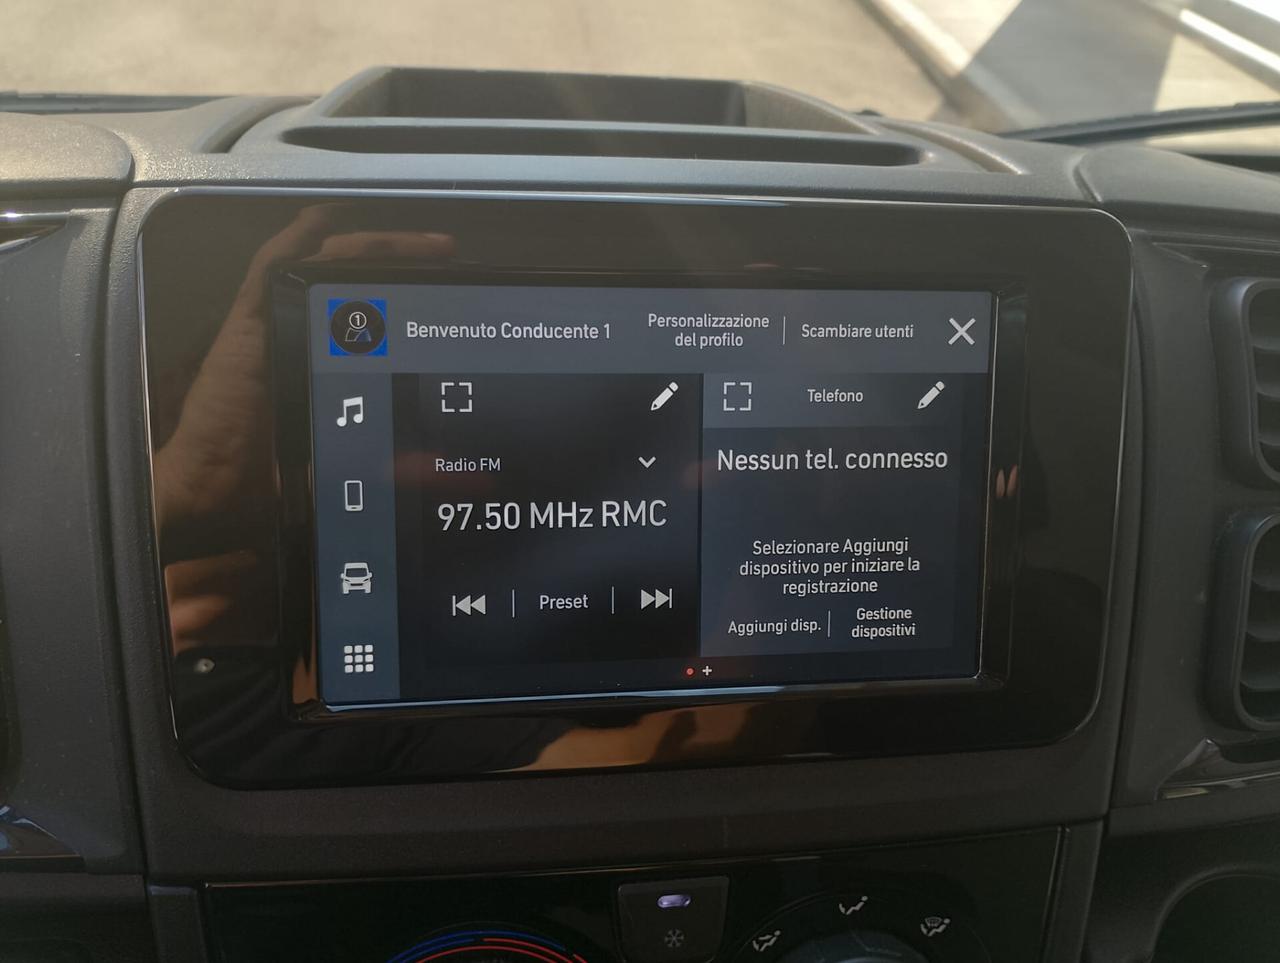 1
Benvenuto Conducente 1
Personalizzazione
del profilo
Scambiare utenti
Radio FM
97.50 MHz RMC
Preset
Telefono
Nessun tel. connesso
Selezionare Aggiungi
dispositivo per iniziare la
registrazione
Aggiungi disp.
Gestione
dispositivi